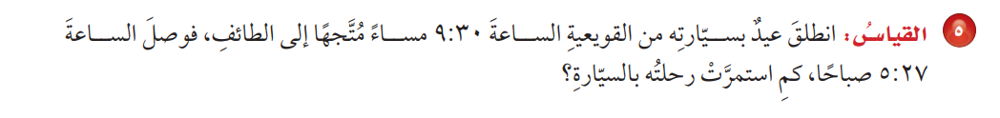 ٥ القياسُ: انطلقَ عيدٌ بسيّارتِه من القويعيةِ الساعةَ ٩:٣٠ مساءً مُتَّجهًا إلى الطائفِ، فوصلَ الساعةَ
٥:٢٧ صباحًا، كمِ استمرَّتْ رحلتُه بالسيّارةِ؟